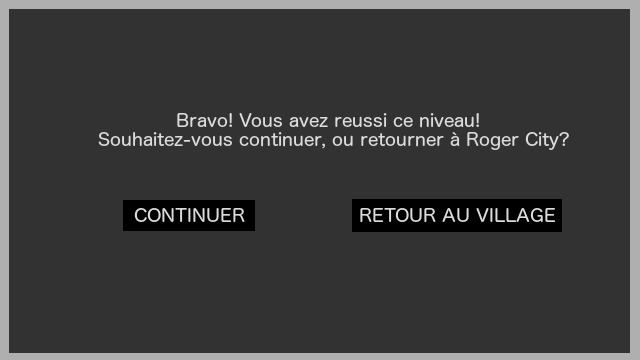 Bravo! Vous avez reussi ce niveau!
Souhaitez-vous continuer, ou retourner à Roger City?
CONTINUER
RETOUR AU VILLAGE